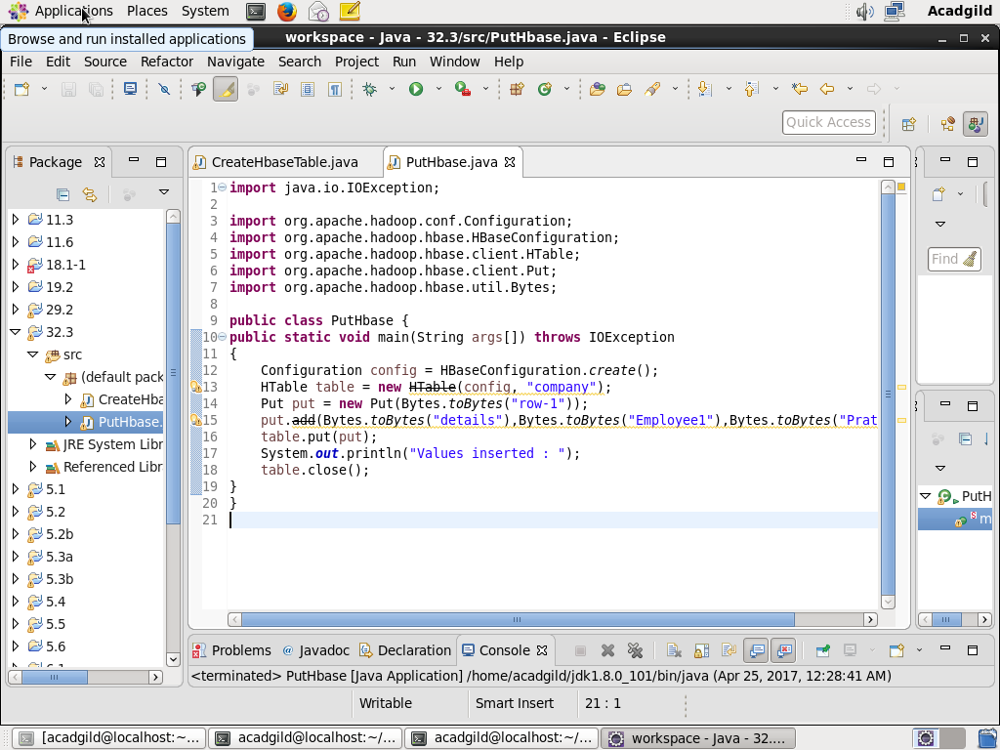 Applications Places System Acadgild
Browse and run installed applications
workspace - Java - 32.3/src/PutHbase.java - Eclipse
File Edit Source Refactor Navigate Search Project Run Window Help
Quick Access
Package
CreateHbaseTable.java
PutHbase.java
11.3
11.6
18.1-1
19.2
29.2
32.3
src
(default pack
CreateHba
PutHbase.
JRE System Libr
Referenced Libr
5.1
5.2
5.2b
5.3a
5.3b
5.4
5.5
5.6
1 import java.io.IOException;
2
3 import org.apache.hadoop.conf.Configuration;
4 import org.apache.hadoop.hbase.HBaseConfiguration;
5 import org.apache.hadoop.hbase.client.HTable;
6 import org.apache.hadoop.hbase.client.Put;
7 import org.apache.hadoop.hbase.util.Bytes;
8
9 public class PutHbase {
10 public static void main(String args[]) throws IOException
11 {
12 Configuration config = HBaseConfiguration.create();
13 HTable table = new HTable(config, "company");
14 Put put = new Put(Bytes.toBytes("row-1"));
15 put.add(Bytes.toBytes("details"),Bytes.toBytes("Employee1"),Bytes.toBytes("Prat
16 table.put(put);
17 System.out.println("Values inserted : ");
18 table.close();
19 }
20 }
21
Find
PutH
m
Problems
@ Javadoc
Declaration
Console
<terminated> PutHbase [Java Application] /home/acadgild/jdk1.8.0_101/bin/java (Apr 25, 2017, 12:28:41 AM)
Writable Smart Insert 21 : 1
[acadgild@localhost:~...
acadgild@localhost:~/...
acadgild@localhost:~/...
workspace - Java - 32....